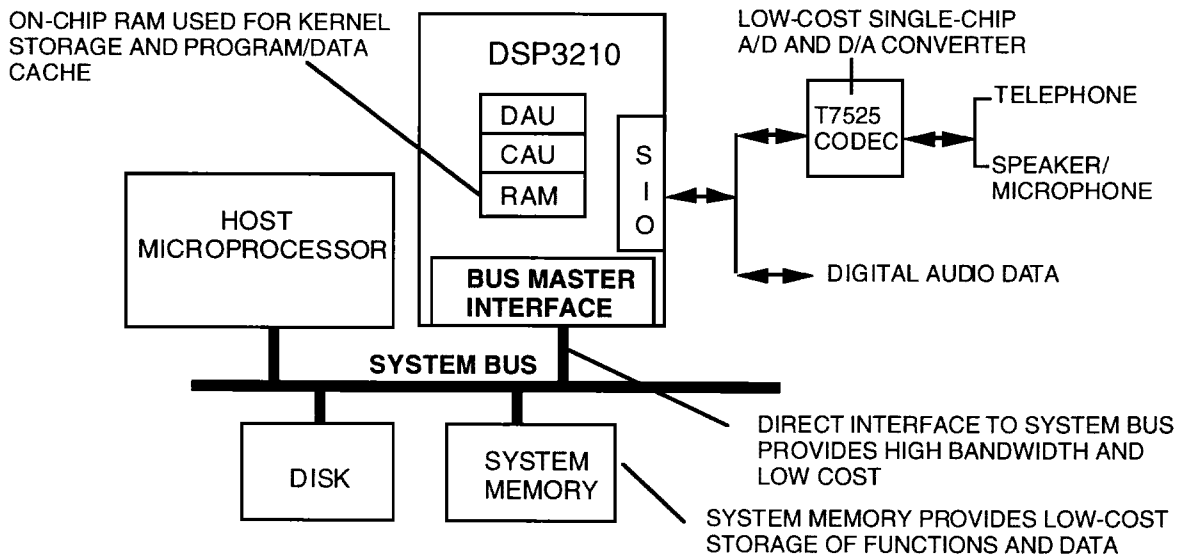 ON-CHIP RAM USED FOR KERNEL
STORAGE AND PROGRAM/DATA
CACHE
DSP3210
DAU
CAU
RAM
S
I
O
BUS MASTER
INTERFACE
LOW-COST SINGLE-CHIP
A/D AND D/A CONVERTER
T7525
CODEC
TELEPHONE
SPEAKER/
MICROPHONE
DIGITAL AUDIO DATA
HOST
MICROPROCESSOR
SYSTEM BUS
DISK
SYSTEM
MEMORY
DIRECT INTERFACE TO SYSTEM BUS
PROVIDES HIGH BANDWIDTH AND
LOW COST
SYSTEM MEMORY PROVIDES LOW-COST
STORAGE OF FUNCTIONS AND DATA